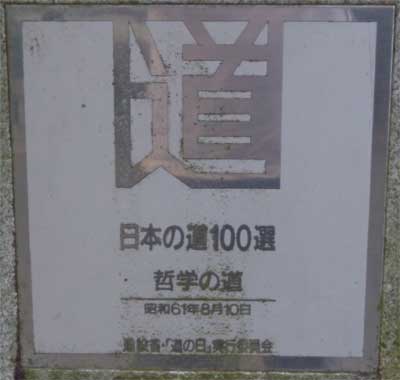 道
日本の道100選
哲学の道
昭和61年8月10日
建設省・「道の日」実行委員会